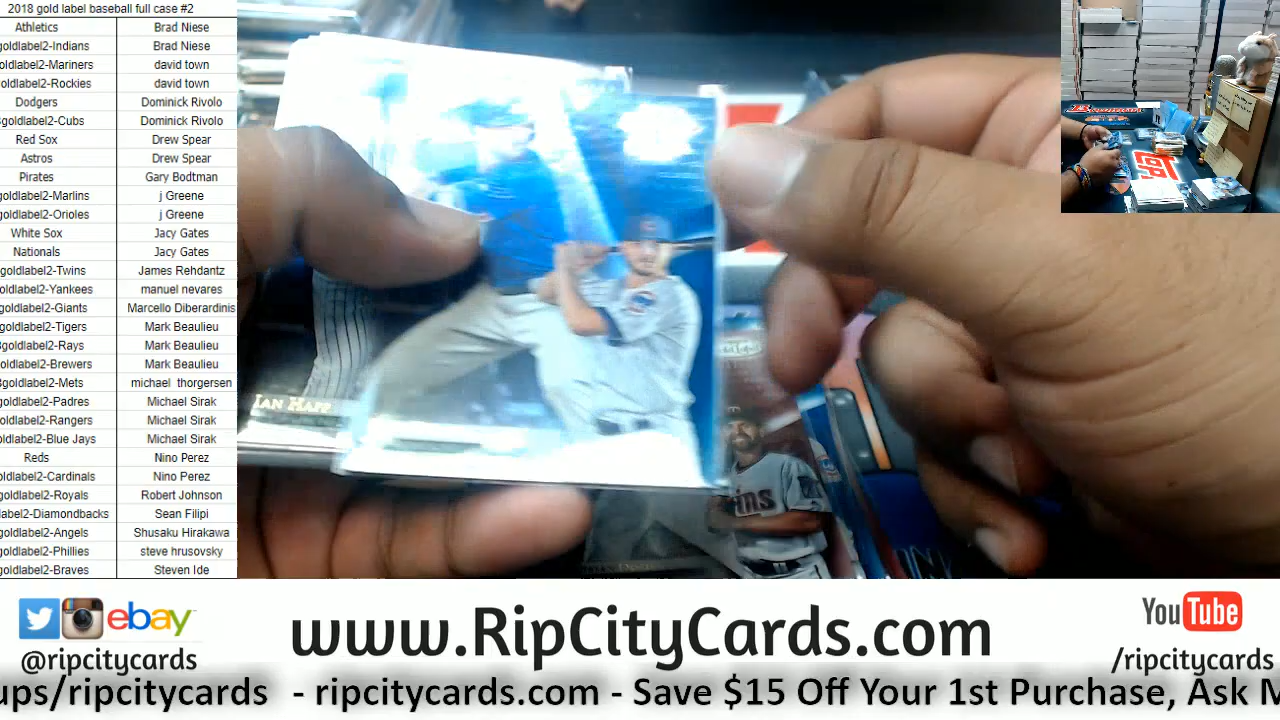 2018 gold label baseball full case #2
Athletics Brad Niese
goldlabel2-Indians Brad Niese
oldlabel2-Mariners david town
oldlabel2-Rockies david town
Dodgers Dominick Rivolo
goldlabel2-Cubs Dominick Rivolo
Red Sox Drew Spear
Astros Drew Spear
Pirates Gary Bodtman
goldlabel2-Marlins j Greene
goldlabel2-Orioles j Greene
White Sox Jacy Gates
Nationals Jacy Gates
goldlabel2-Twins James Rehdantz
oldlabel2-Yankees manuel nevares
goldlabel2-Giants Marcello Diberardinis
goldlabel2-Tigers Mark Beaulieu
goldlabel2-Rays Mark Beaulieu
oldlabel2-Brewers Mark Beaulieu
goldlabel2-Mets michael thorgersen
oldlabel2-Padres Michael Sirak
oldlabel2-Rangers Michael Sirak
ldlabel2-Blue Jays Michael Sirak
Reds Nino Perez
oldlabel2-Cardinals Nino Perez
goldlabel2-Royals Robert Johnson
label2-Diamondbacks Sean Filipi
goldlabel2-Angels Shusaku Hirakawa
goldlabel2-Phillies steve hrusovsky
goldlabel2-Braves Steven Ide
IAN HAPP
Bowman
ebay
@ripcitycards
www.RipCityCards.com
YouTube
/ripcitycards
ups/ripcitycards - ripcitycards.com - Save $15 Off Your 1st Purchase, Ask M